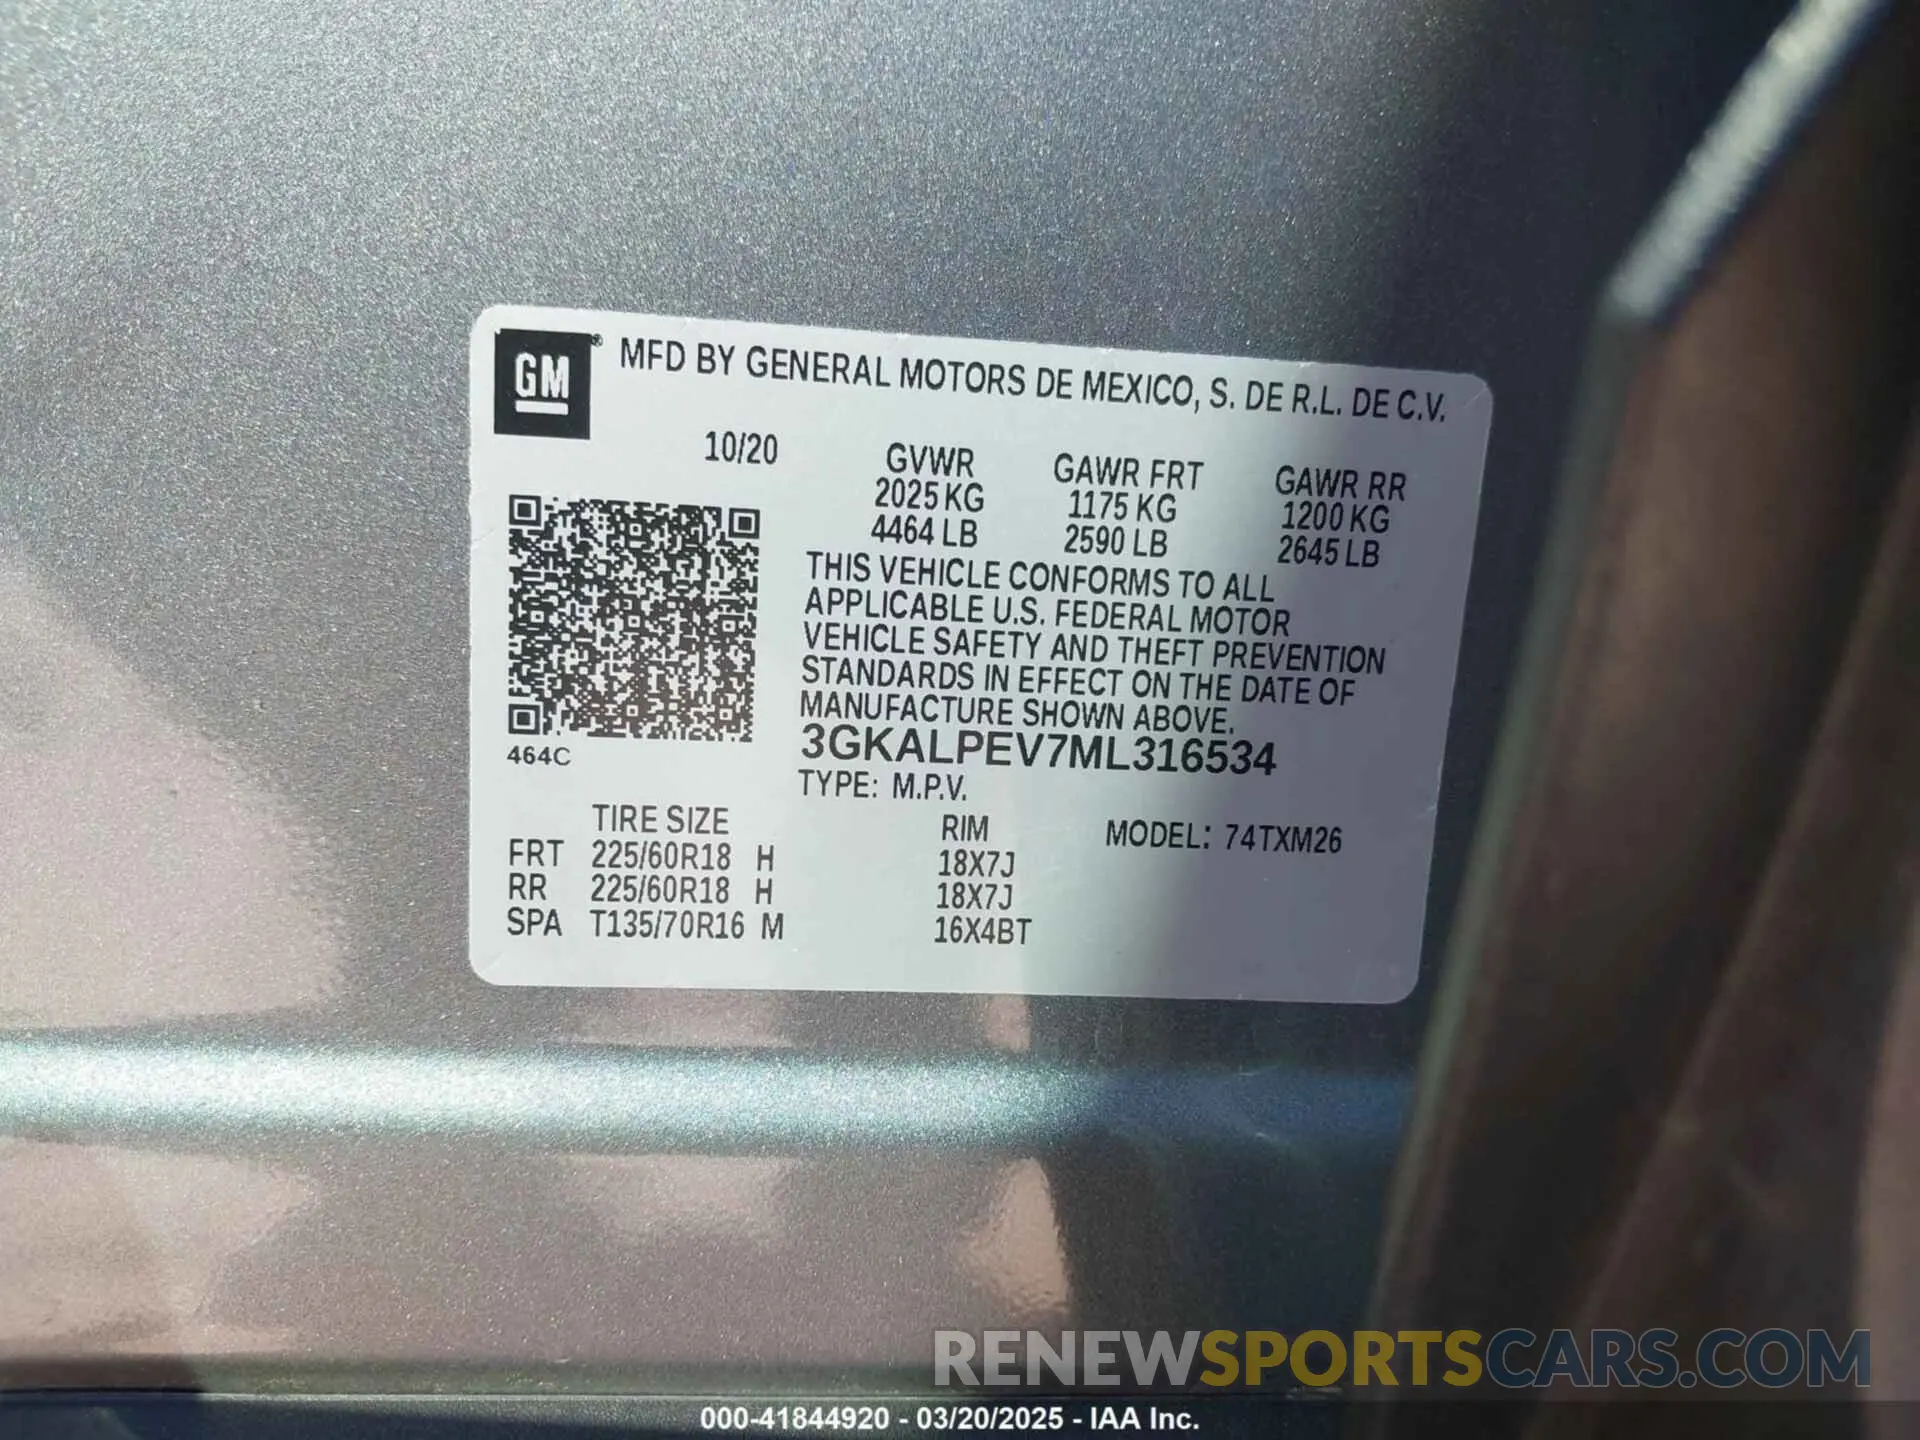 GM® MFD BY GENERAL MOTORS DE MEXICO, S. DE R.L. DE C.V.
10/20 GVWR GAWR FRT GAWR RR
2025 KG 1175 KG 1200 KG
4464 LB 2590 LB 2645 LB
THIS VEHICLE CONFORMS TO ALL
APPLICABLE U.S. FEDERAL MOTOR
VEHICLE SAFETY AND THEFT PREVENTION
STANDARDS IN EFFECT ON THE DATE OF
MANUFACTURE SHOWN ABOVE.
464C 3GKALPEV7ML316534
TYPE: M.P.V.
TIRE SIZE RIM MODEL: 74TXM26
FRT 225/60R18 H 18X7J
RR 225/60R18 H 18X7J
SPA T135/70R16 M 16X4BT
RENEWSPORTSCARS.COM
000-41844920 - 03/20/2025 - IAA Inc.